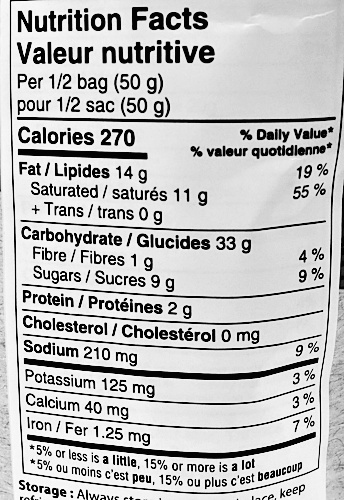 Nutrition Facts
Valeur nutritive
Per 1/2 bag (50 g)
pour 1/2 sac (50 g)
Calories 270
% Daily Value*
% valeur quotidienne*
Fat / Lipides 14 g 19 %
Saturated / saturés 11 g 55 %
+ Trans / trans 0 g
Carbohydrate / Glucides 33 g
Fibre / Fibres 1 g 4 %
Sugars / Sucres 9 g 9 %
Protein / Protéines 2 g
Cholesterol / Cholestérol 0 mg
Sodium 210 mg 9 %
Potassium 125 mg 3 %
Calcium 40 mg 3 %
Iron / Fer 1.25 mg 7 %
*5% or less is a little, 15% or more is a lot
*5% ou moins c'est peu, 15% ou plus c'est beaucoup
Storage : Always keep